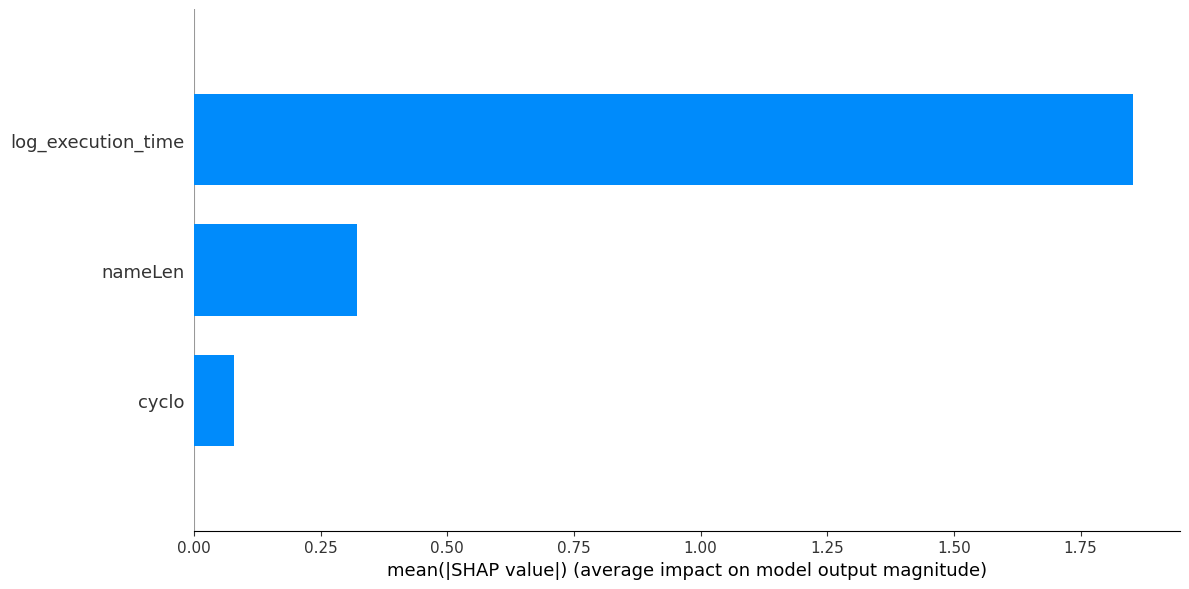 log_execution_time
nameLen
cyclo
0.00 0.25 0.50 0.75 1.00 1.25 1.50 1.75
mean(|SHAP value|) (average impact on model output magnitude)